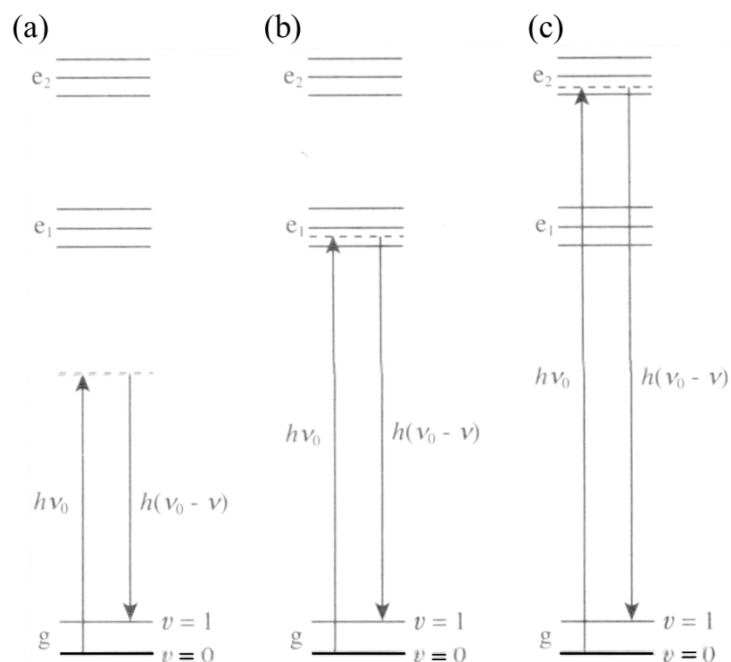 (a)
e₂
e₁
hν₀
h(ν₀ - ν)
g
v = 1
v = 0
(b)
e₂
e₁
hν₀
h(ν₀ - ν)
g
v = 1
v = 0
(c)
e₂
e₁
hν₀
h(ν₀ - ν)
g
v = 1
v = 0